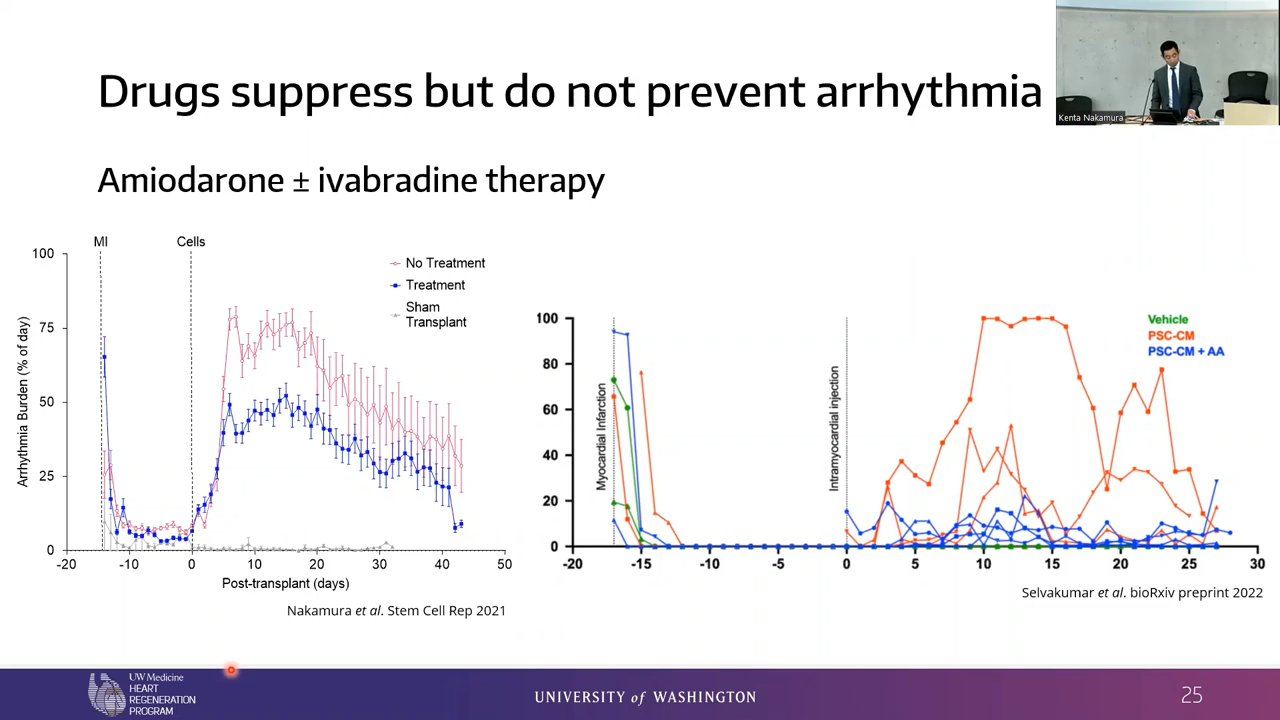 Drugs suppress but do not prevent arrhythmia
Kenta Nakamura
Amiodarone ± ivabradine therapy
MI
Cells
Arrhythmia Burden (% of day)
100
75
50
25
0
-20
-10
0
10
20
30
40
50
Post-transplant (days)
No Treatment
Treatment
Sham
Transplant
Nakamura et al. Stem Cell Rep 2021
100
80
60
40
20
0
Myocardial Infarction
Intramyocardial injection
-20
-15
-10
-5
0
5
10
15
20
25
30
Vehicle
PSC-CM
PSC-CM + AA
Selvakumar et al. bioRxiv preprint 2022
UW Medicine
HEART
REGENERATION
PROGRAM
UNIVERSITY of WASHINGTON
25